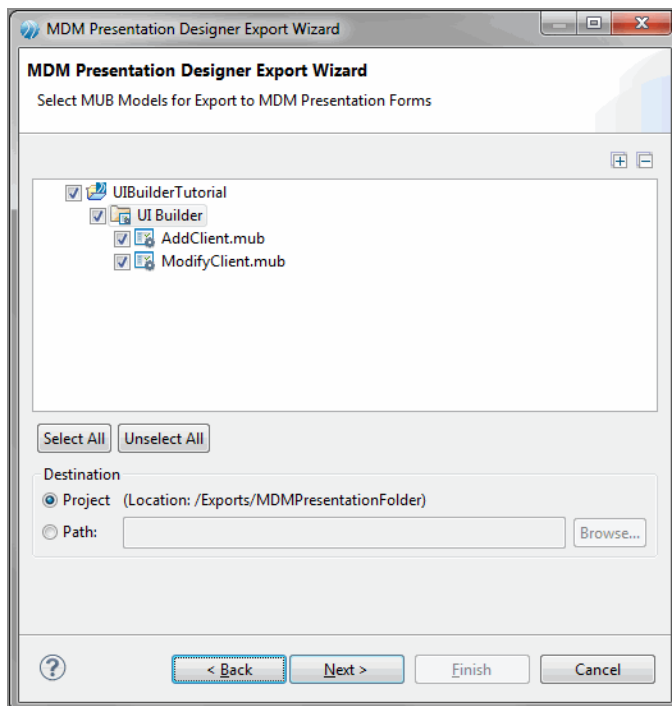 MDM Presentation Designer Export Wizard
MDM Presentation Designer Export Wizard
Select MUB Models for Export to MDM Presentation Forms
UIBuilderTutorial
UI Builder
AddClient.mub
ModifyClient.mub
Select All Unselect All
Destination
Project (Location: /Exports/MDMPresentationFolder)
Path: Browse...
? < Back Next > Finish Cancel